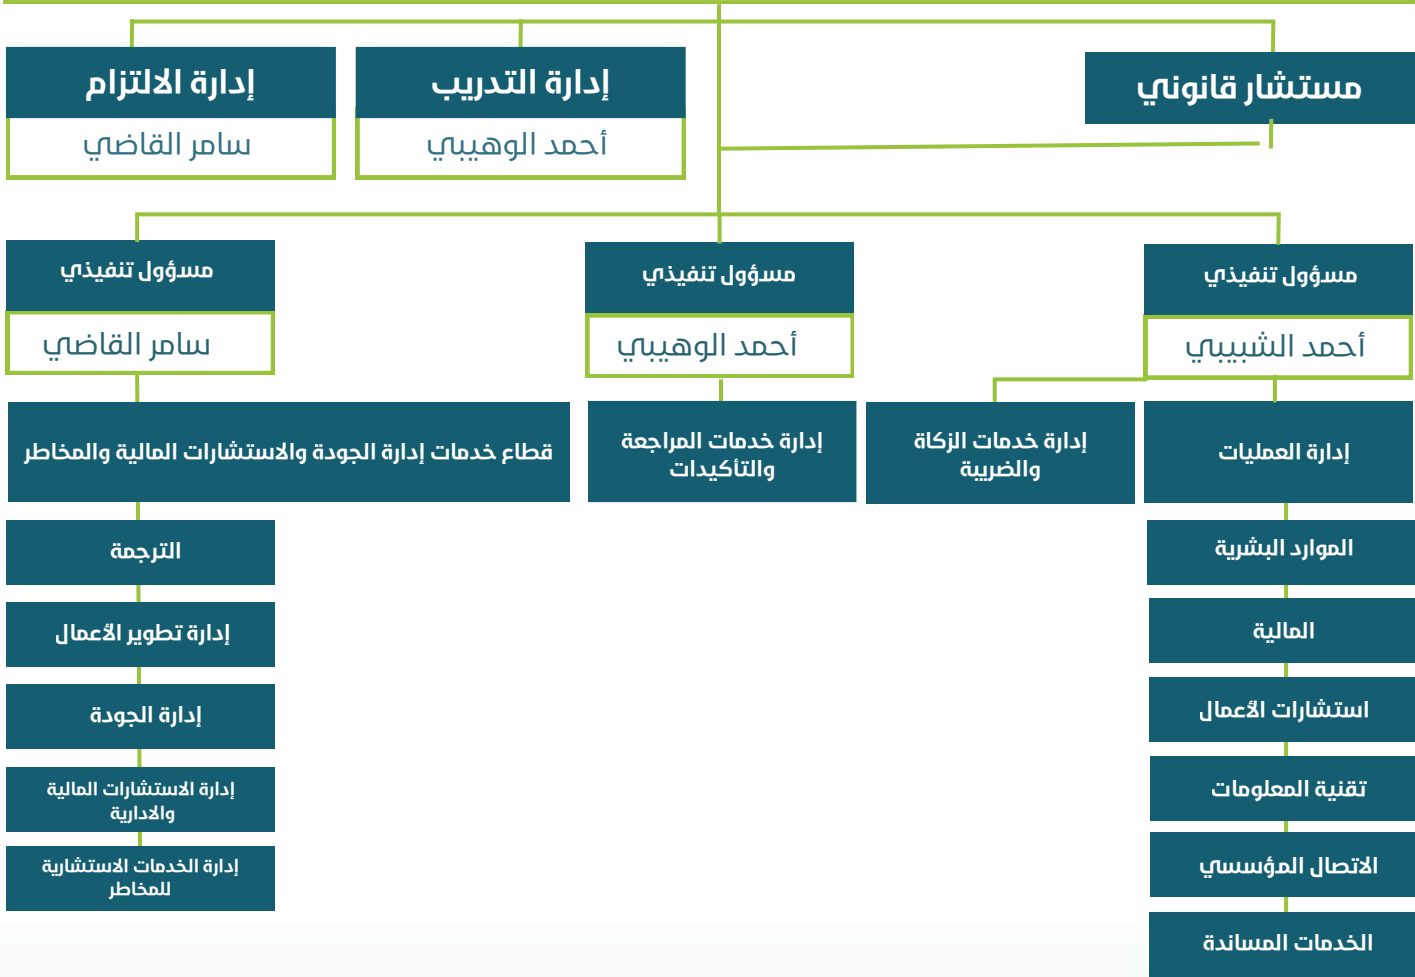 مستشار قانوني
إدارة التدريب
أحمد الوهيبي
إدارة الالتزام
سامر القاضي
مسؤول تنفيذي
أحمد الشبيبي
مسؤول تنفيذي
أحمد الوهيبي
مسؤول تنفيذي
سامر القاضي
إدارة العمليات
إدارة خدمات الزكاة
والضريبة
إدارة خدمات المراجعة
والتأكيدات
قطاع خدمات إدارة الجودة والاستشارات المالية والمخاطر
الموارد البشرية
المالية
استشارات الأعمال
تقنية المعلومات
الاتصال المؤسسي
الخدمات المساندة
الترجمة
إدارة تطوير الأعمال
إدارة الجودة
إدارة الاستشارات المالية
والادارية
إدارة الخدمات الاستشارية
للمخاطر